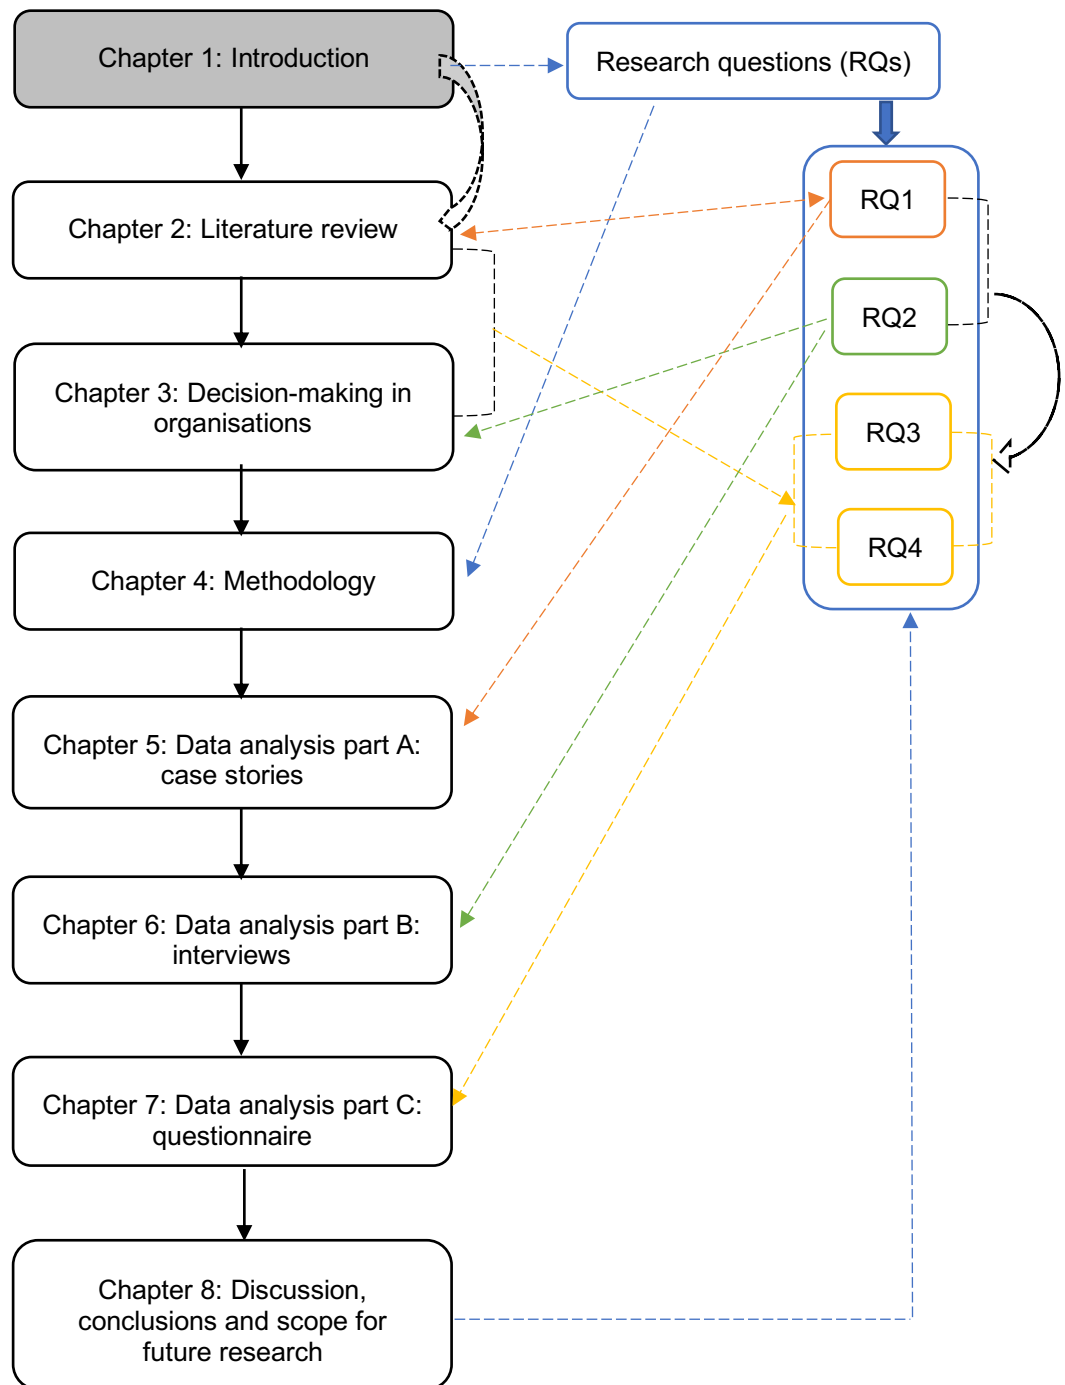 Chapter 1: Introduction
Research questions (RQs)
RQ1
Chapter 2: Literature review
RQ2
Chapter 3: Decision-making in
organisations
RQ3
RQ4
Chapter 4: Methodology
Chapter 5: Data analysis part A:
case stories
Chapter 6: Data analysis part B:
interviews
Chapter 7: Data analysis part C:
questionnaire
Chapter 8: Discussion,
conclusions and scope for
future research